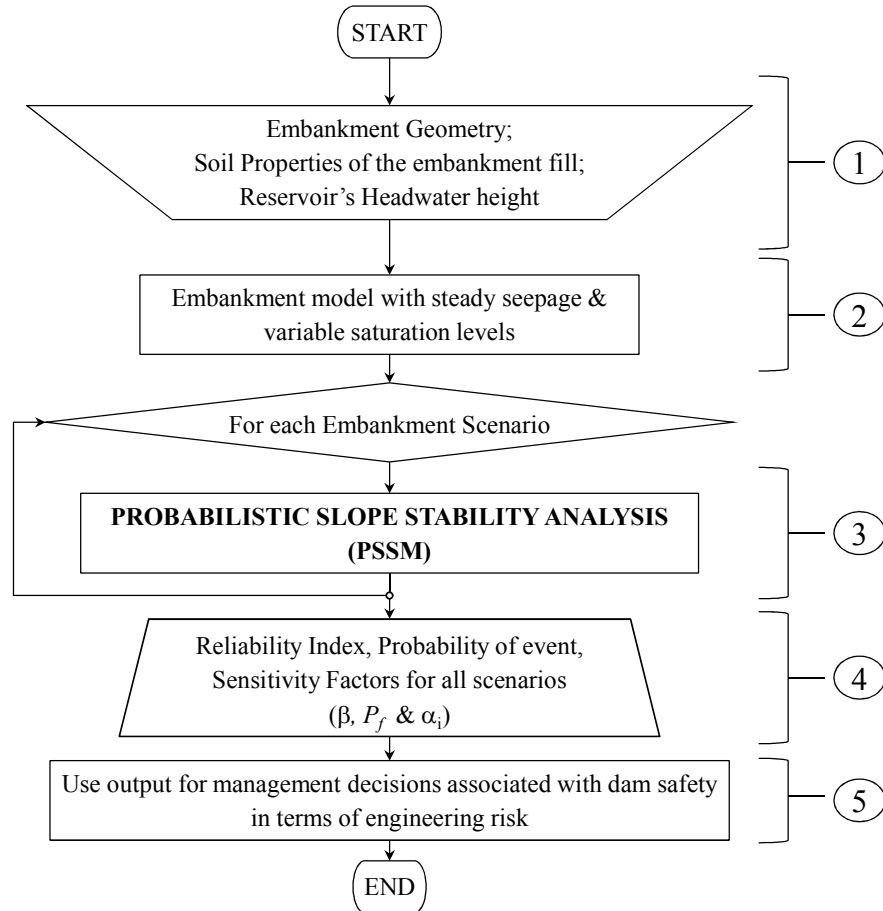 START
Embankment Geometry;
Soil Properties of the embankment fill;
Reservoir’s Headwater height
1
Embankment model with steady seepage &
variable saturation levels
2
For each Embankment Scenario
PROBABILISTIC SLOPE STABILITY ANALYSIS
(PSSM)
3
Reliability Index, Probability of event,
Sensitivity Factors for all scenarios
(β, P_f & α_i)
4
Use output for management decisions associated with dam safety
in terms of engineering risk
5
END